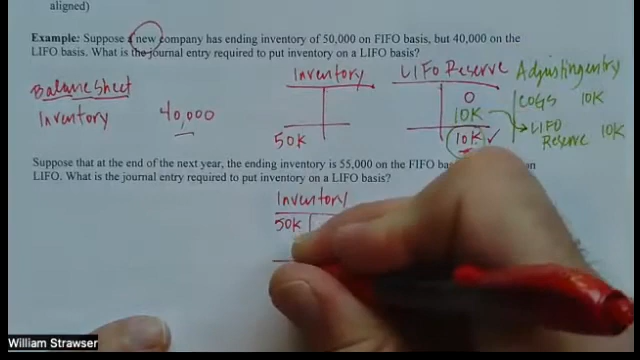 aligned)
Example: Suppose a new company has ending inventory of 50,000 on FIFO basis, but 40,000 on the
LIFO basis. What is the journal entry required to put inventory on a LIFO basis?
Balance Sheet
Inventory 40,000
Inventory
50K
LIFO Reserve
0
10K
10K ✓
Adjusting entry
COGS 10K
LIFO
Reserve 10K
Suppose that at the end of the next year, the ending inventory is 55,000 on the FIFO on
LIFO. What is the journal entry required to put inventory on a LIFO basis?
Inventory
50K
William Strawser